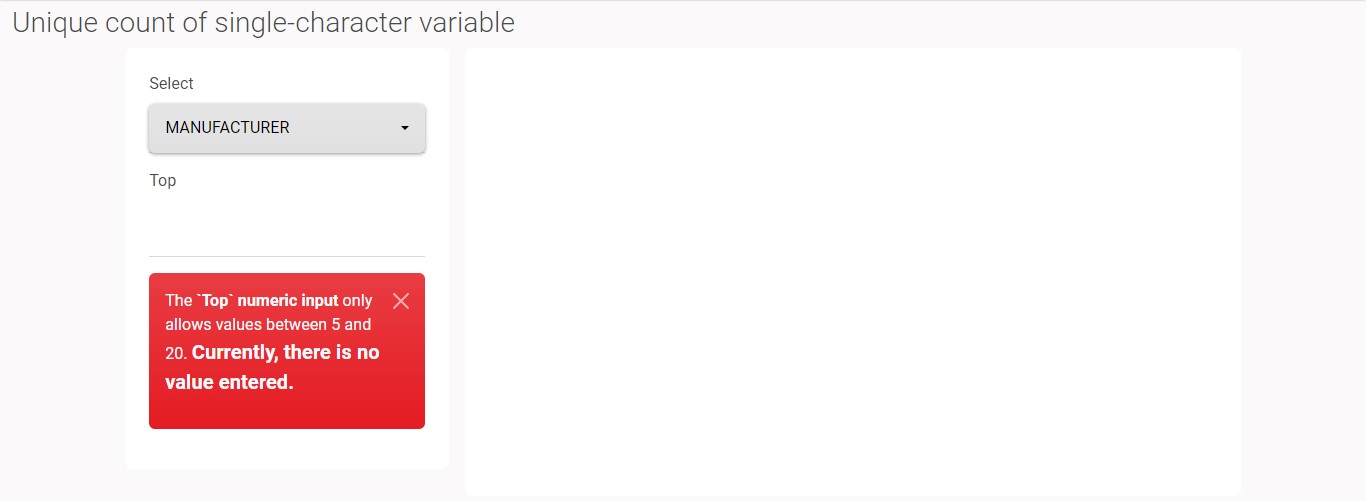 Unique count of single-character variable
Select
MANUFACTURER
Top
The `Top` numeric input only
allows values between 5 and
20. Currently, there is no
value entered.